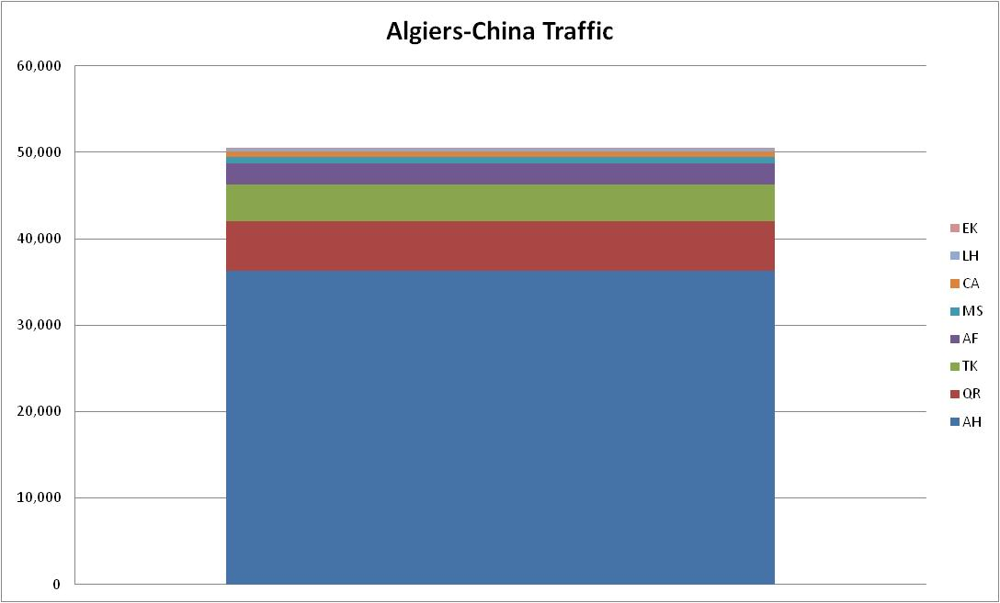 Algiers-China Traffic
60,000
50,000
40,000
30,000
20,000
10,000
0
EK
LH
CA
MS
AF
TK
QR
AH